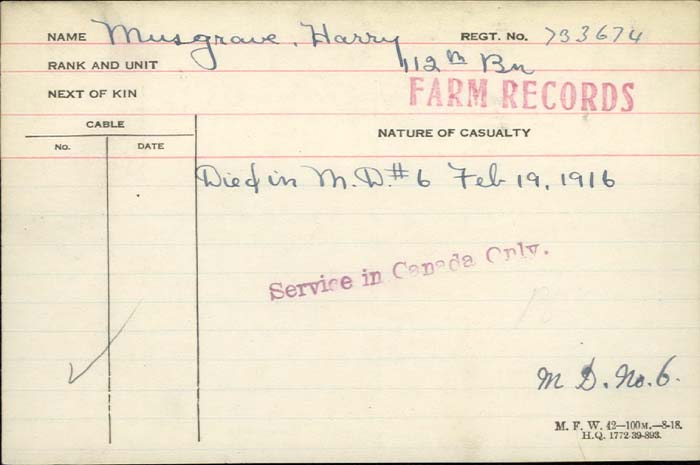 NAME Musgrave, Harry REGT. No. 733674
RANK AND UNIT 112th Bn
NEXT OF KIN FARM RECORDS
CABLE
NATURE OF CASUALTY
No. DATE
Died in M.D.#6 Feb 19, 1916
Service in Canada Only.
M D. No. 6.
M. F. W. 42—100M.—8-18.
H.Q. 1772-39-893.